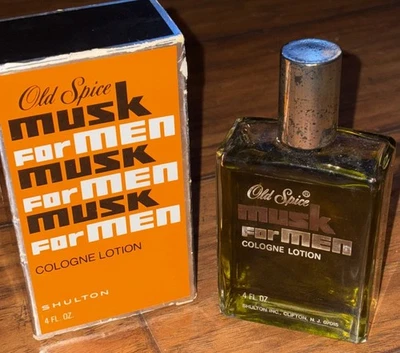 Old Spice
musk
for MEN
musk
for MEN
musk
for MEN
COLOGNE LOTION
SHULTON
4 FL. OZ.
Old Spice®
musk
for MEN
COLOGNE LOTION
4 FL. OZ.
SHULTON INC., CLIFTON, N.J.